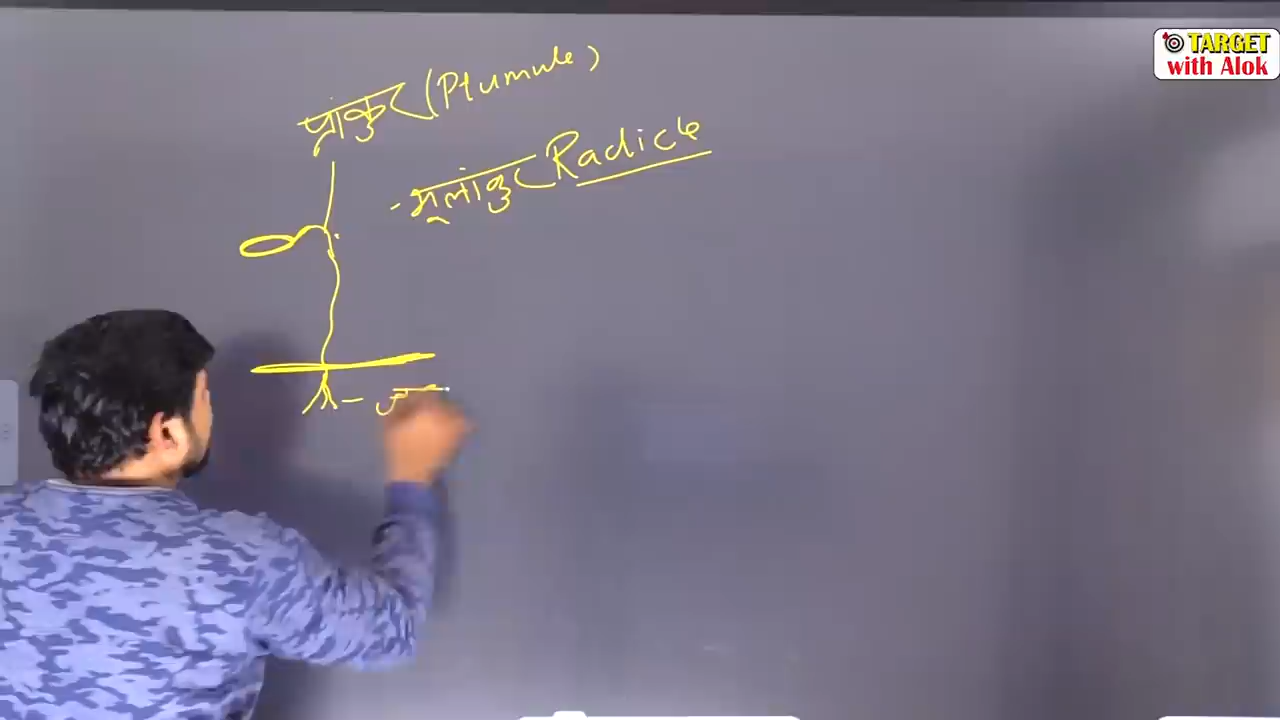 प्रांकुर (Plumule)
- मूलांकुर Radicle
TARGET
with Alok